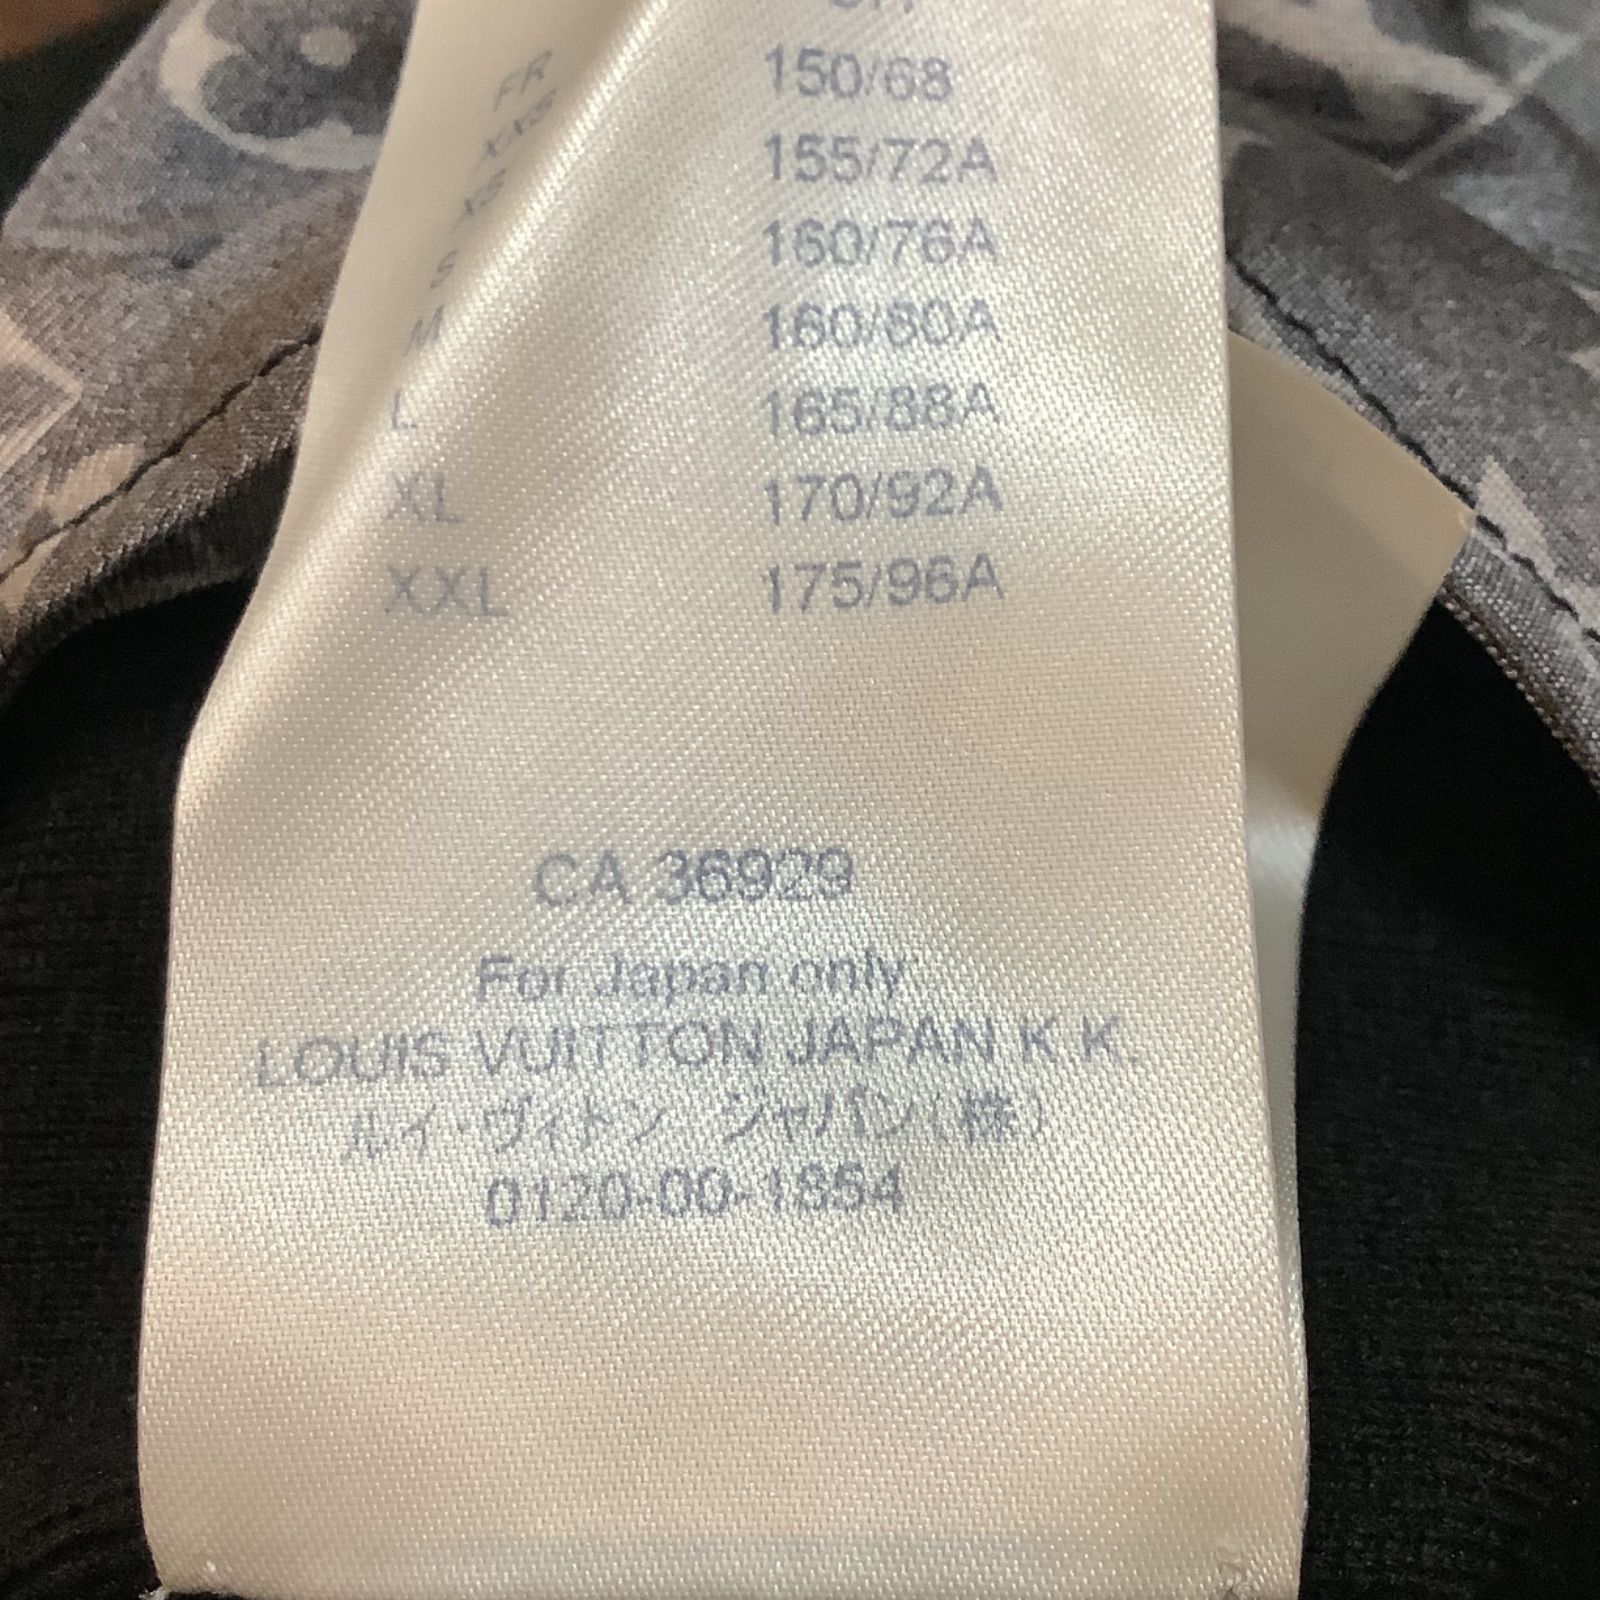 FR
XXS 150/68
XS 155/72A
S 160/76A
M 160/80A
L 165/88A
XL 170/92A
XXL 175/96A
CA 36929
For Japan only
LOUIS VUITTON JAPAN K.K.
ルイ・ヴィトン ジャパン(株)
0120-00-1854